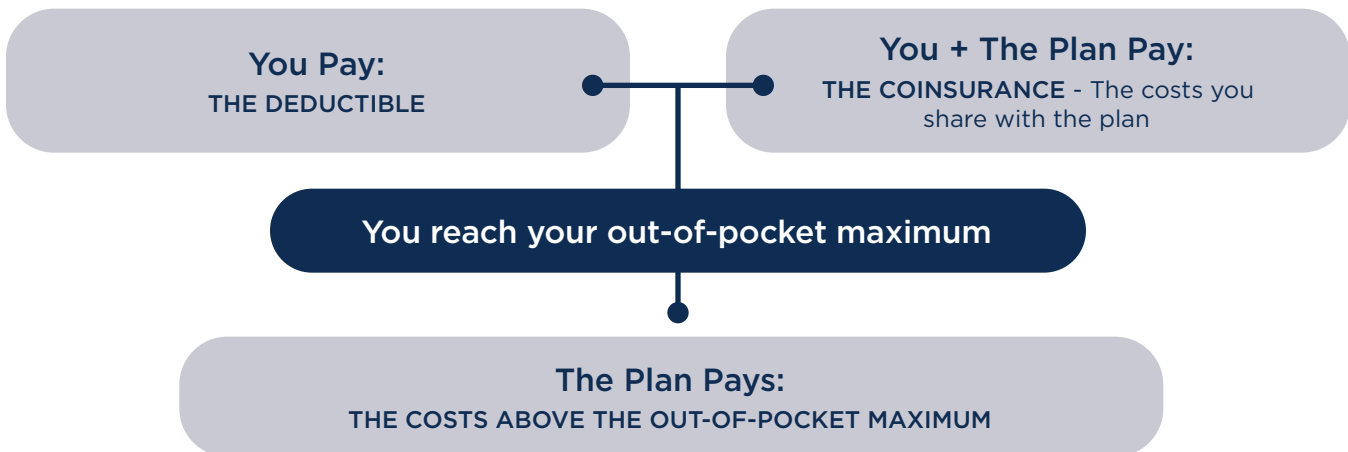 You Pay:
THE DEDUCTIBLE
You + The Plan Pay:
THE COINSURANCE - The costs you
share with the plan
You reach your out-of-pocket maximum
The Plan Pays:
THE COSTS ABOVE THE OUT-OF-POCKET MAXIMUM